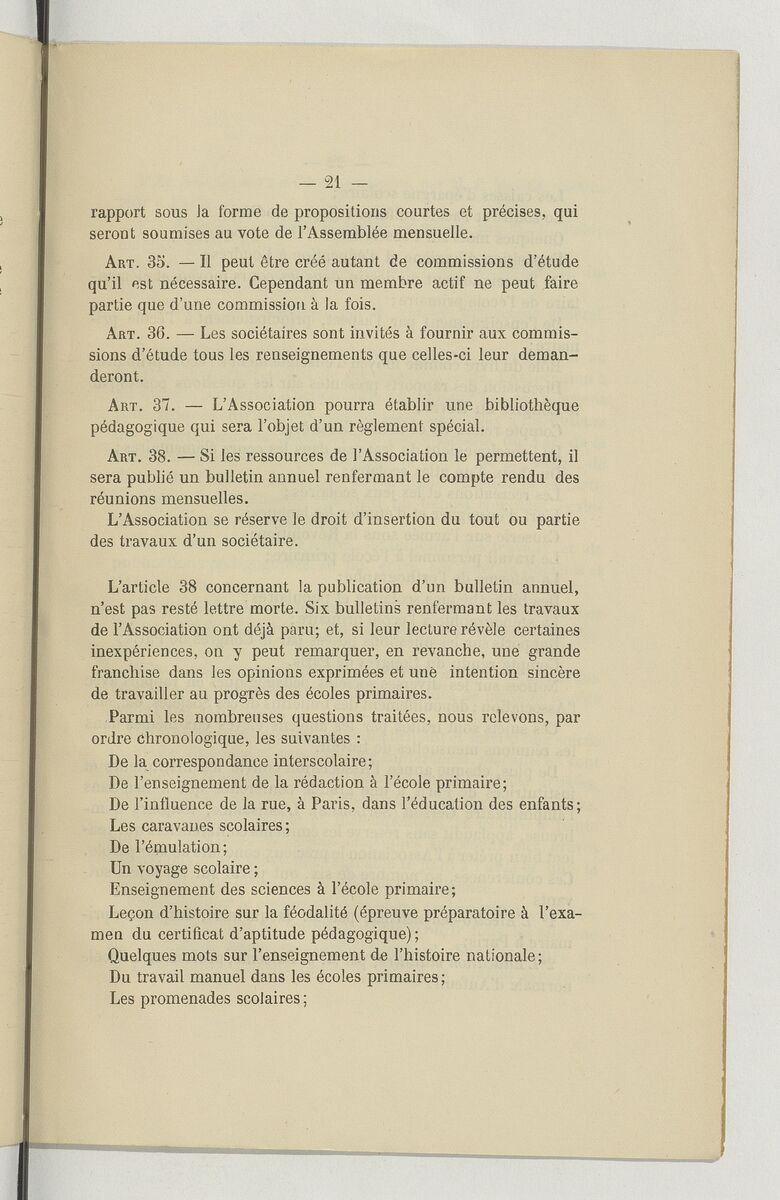 — 21 —
rapport sous la forme de propositions courtes et précises, qui
seront soumises au vote de l'Assemblée mensuelle.
ART. 35. — Il peut être créé autant de commissions d'étude
qu'il est nécessaire. Cependant un membre actif ne peut faire
partie que d'une commission à la fois.
ART. 36. — Les sociétaires sont invités à fournir aux commis-
sions d'étude tous les renseignements que celles-ci leur deman-
deront.
ART. 37. — L'Association pourra établir une bibliothèque
pédagogique qui sera l'objet d'un règlement spécial.
ART. 38. — Si les ressources de l'Association le permettent, il
sera publié un bulletin annuel renfermant le compte rendu des
réunions mensuelles.
L'Association se réserve le droit d'insertion du tout ou partie
des travaux d'un sociétaire.
L'article 38 concernant la publication d'un bulletin annuel,
n'est pas resté lettre morte. Six bulletins renfermant les travaux
de l'Association ont déjà paru; et, si leur lecture révèle certaines
inexpériences, on y peut remarquer, en revanche, une grande
franchise dans les opinions exprimées et une intention sincère
de travailler au progrès des écoles primaires.
Parmi les nombreuses questions traitées, nous relevons, par
ordre chronologique, les suivantes :
De la correspondance interscolaire;
De l'enseignement de la rédaction à l'école primaire;
De l'influence de la rue, à Paris, dans l'éducation des enfants;
Les caravanes scolaires;
De l'émulation;
Un voyage scolaire;
Enseignement des sciences à l'école primaire;
Leçon d'histoire sur la féodalité (épreuve préparatoire à l'exa-
men du certificat d'aptitude pédagogique);
Quelques mots sur l'enseignement de l'histoire nationale;
Du travail manuel dans les écoles primaires;
Les promenades scolaires;